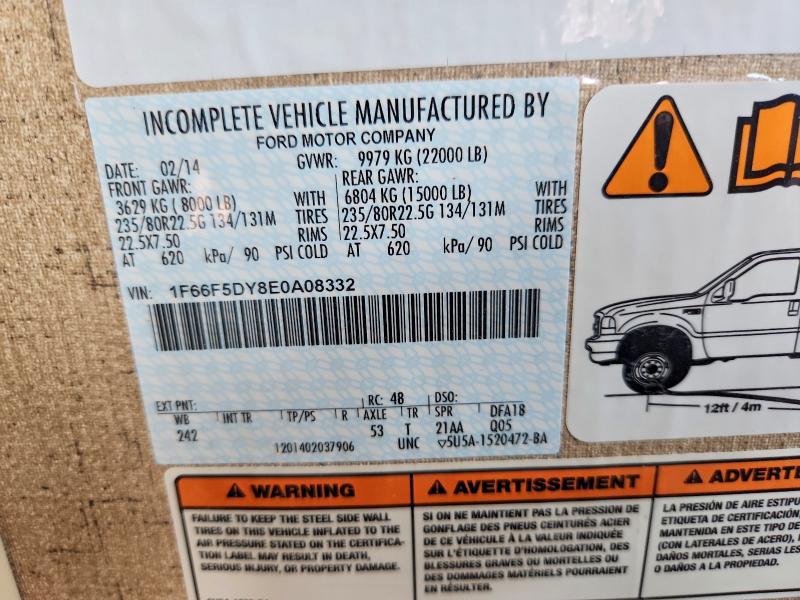 INCOMPLETE VEHICLE MANUFACTURED BY
FORD MOTOR COMPANY
DATE: 02/14 GVWR: 9979 KG (22000 LB)
FRONT GAWR: REAR GAWR:
3629 KG ( 8000 LB) WITH 6804 KG (15000 LB) WITH
235/80R22.5G 134/131M TIRES 235/80R22.5G 134/131M TIRES
22.5X7.50 RIMS 22.5X7.50 RIMS
AT 620 kPa/ 90 PSI COLD AT 620 kPa/ 90 PSI COLD
VIN: 1F66F5DY8E0A08332
EXT PNT: RC: 48 DSO:
WB INT TR TP/PS R AXLE TR SPR DFA18
242 53 T 21AA Q05
1201402037906 UNC ▽5U5A-1520472-BA
12ft / 4m
WARNING
FAILURE TO KEEP THE STEEL SIDE WALL
TIRES ON THIS VEHICLE INFLATED TO THE
AIR PRESSURE STATED ON THE CERTIFICA-
TION LABEL MAY RESULT IN DEATH,
SERIOUS INJURY, OR PROPERTY DAMAGE.
AVERTISSEMENT
SI ON NE MAINTIENT PAS LA PRESSION DE
GONFLAGE DES PNEUS CEINTURÉS ACIER
DE CE VÉHICULE À LA VALEUR INDIQUÉE
SUR L'ÉTIQUETTE D'HOMOLOGATION, DES
BLESSURES GRAVES OU MORTELLES OU
DES DOMMAGES MATÉRIELS POURRAIENT
EN RÉSULTER.
ADVERTE
LA PRESIÓN DE AIRE ESTIPU
ETIQUETA DE CERTIFICACIÓN,
MANTENIDA EN ESTE TIPO DE
(CON LATERALES DE ACERO),
DAÑOS MORTALES, SERIAS LES
O DAÑOS A LA PROPIEDAD.